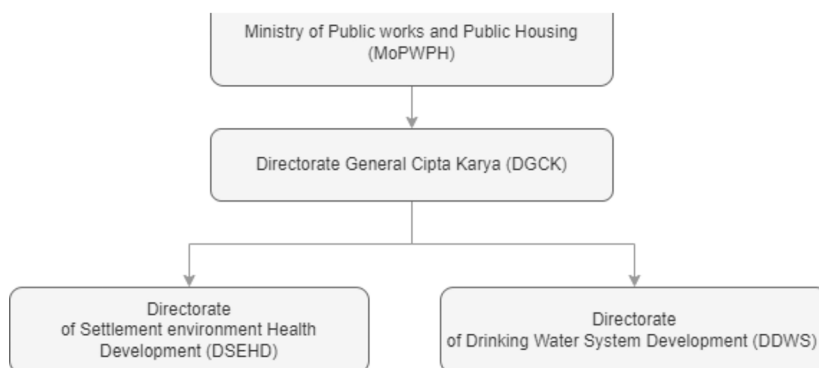 Ministry of Public works and Public Housing
(MoPWPH)
Directorate General Cipta Karya (DGCK)
Directorate
of Settlement environment Health
Development (DSEHD)
Directorate
of Drinking Water System Development (DDWS)